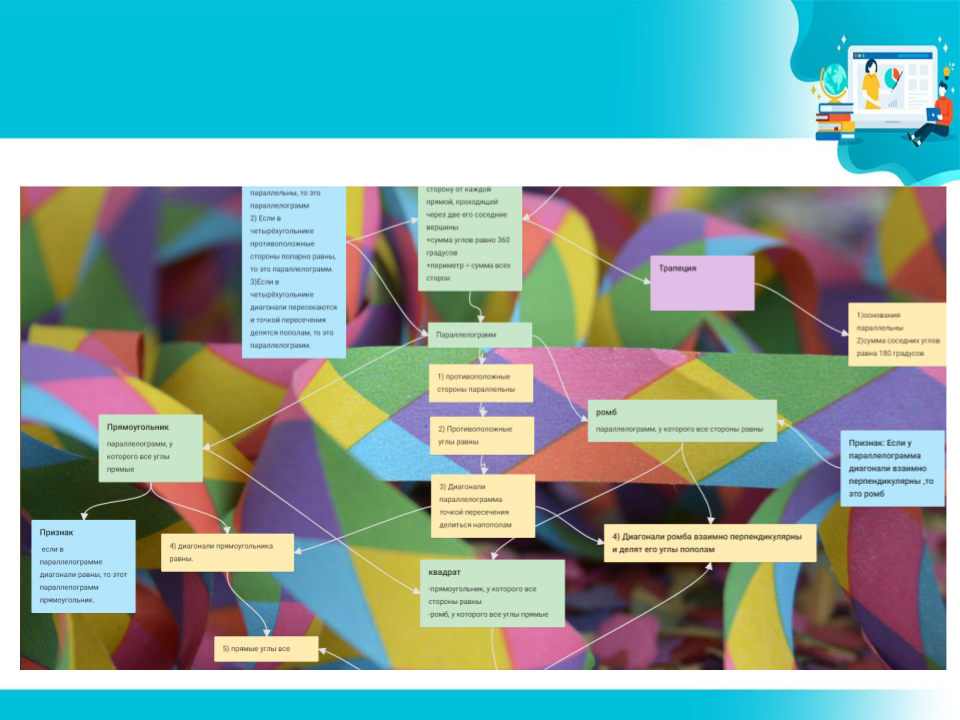 параллельны, то это
параллелограмм
2) Если в
четырёхугольнике
противоположные
стороны попарно равны,
то это параллелограмм.
3)Если в
четырёхугольнике
диагонали пересекаются
и точкой пересечения
делятся пополам, то это
параллелограмм.
сторону от каждой
прямой, проходящей
через две его соседние
вершины
+сумма углов равно 360
градусов
+периметр = сумма всех
сторон
Трапеция
1)основания
параллельны
2)сумма соседних углов
равна 180 градусов
Параллелограмм
1) противоположные
стороны параллельны
2) Противоположные
углы равны
3) Диагонали
параллелограмма
точкой пересечения
делиться напополам
ромб
параллелограмм, у которого все стороны равны
Признак: Если у
параллелограмма
диагонали взаимно
перпендикулярны ,то
это ромб
Прямоугольник
параллелограмм, у
которого все углы
прямые
Признак
если в
параллелограмме
диагонали равны, то этот
параллелограмм
прямоугольник.
4) диагонали прямоугольника
равны.
4) Диагонали ромба взаимно перпендикулярны
и делят его углы пополам
квадрат
-прямоугольник, у которого все
стороны равны
-ромб, у которого все углы прямые
5) прямые углы все